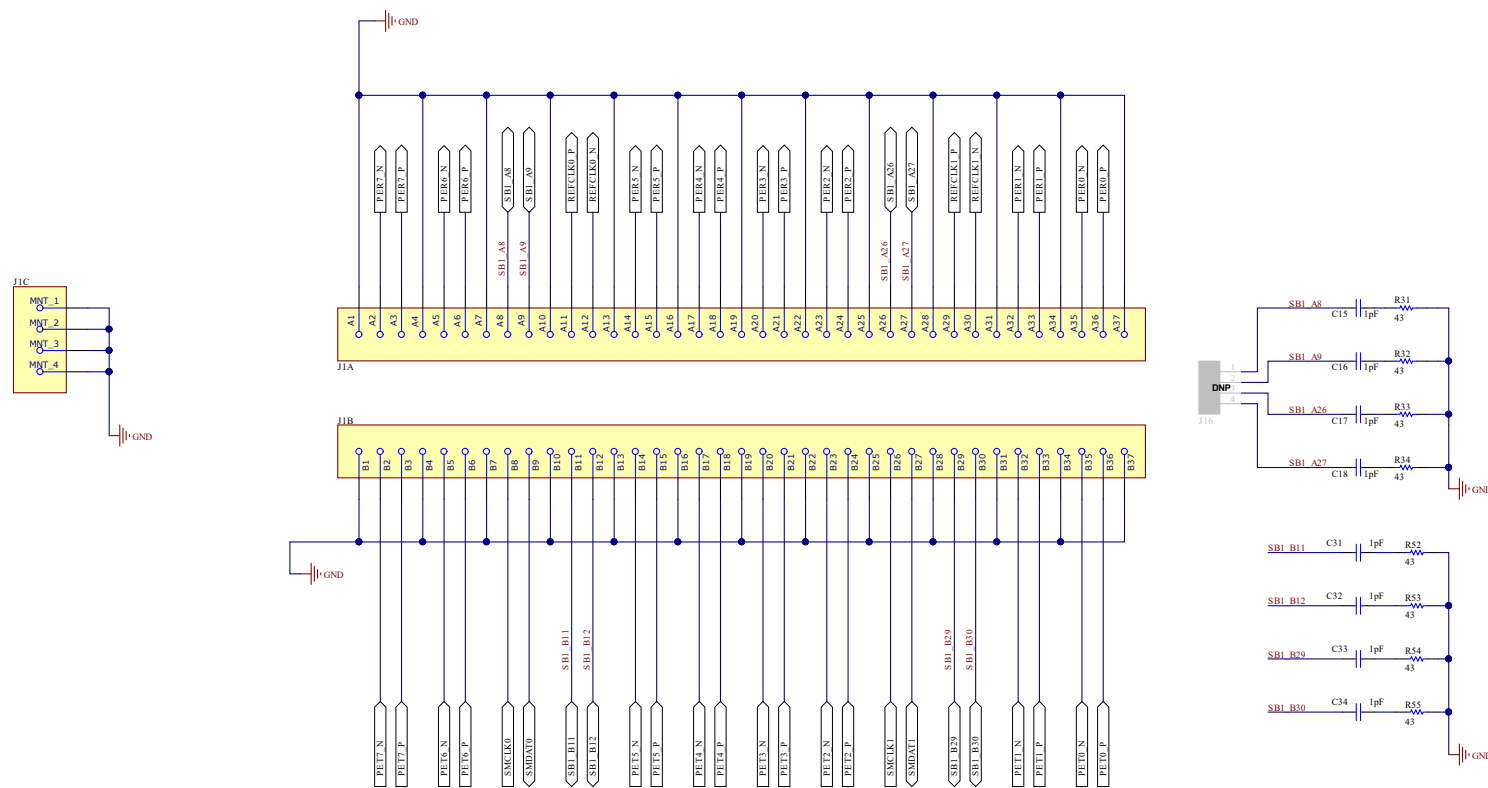 GND
PER7_N
PER7_P
PER6_N
PER6_P
SB1_A8
SB1_A9
REFCLK0_P
REFCLK0_N
PER5_N
PER5_P
PER4_N
PER4_P
PER3_N
PER3_P
PER2_N
PER2_P
SB1_A26
SB1_A27
REFCLK1_P
REFCLK1_N
PER1_N
PER1_P
PER0_N
PER0_P
SB1_A8
SB1_A9
SB1_A26
SB1_A27
A1
A2
A3
A4
A5
A6
A7
A8
A9
A10
A11
A12
A13
A14
A15
A16
A17
A18
A19
A20
A21
A22
A23
A24
A25
A26
A27
A28
A29
A30
A31
A32
A33
A34
A35
A36
A37
J1A
J1C
MNT_1
MNT_2
MNT_3
MNT_4
GND
J1B
B1
B2
B3
B4
B5
B6
B7
B8
B9
B10
B11
B12
B13
B14
B15
B16
B17
B18
B19
B20
B21
B22
B23
B24
B25
B26
B27
B28
B29
B30
B31
B32
B33
B34
B35
B36
B37
GND
SB1_B11
SB1_B12
SB1_B29
SB1_B30
PET7_N
PET7_P
PET6_N
PET6_P
SMCLK0
SMDAT0
SB1_B11
SB1_B12
PET5_N
PET5_P
PET4_N
PET4_P
PET3_N
PET3_P
PET2_N
PET2_P
SMCLK1
SMDAT1
SB1_B29
SB1_B30
PET1_N
PET1_P
PET0_N
PET0_P
SB1_A8
C15
1pF
R31
43
SB1_A9
C16
1pF
R32
43
1
2
DNP
3
4
J16
SB1_A26
C17
1pF
R33
43
SB1_A27
C18
1pF
R34
43
GND
SB1_B11
C31
1pF
R52
43
SB1_B12
C32
1pF
R53
43
SB1_B29
C33
1pF
R54
43
SB1_B30
C34
1pF
R55
43
GND